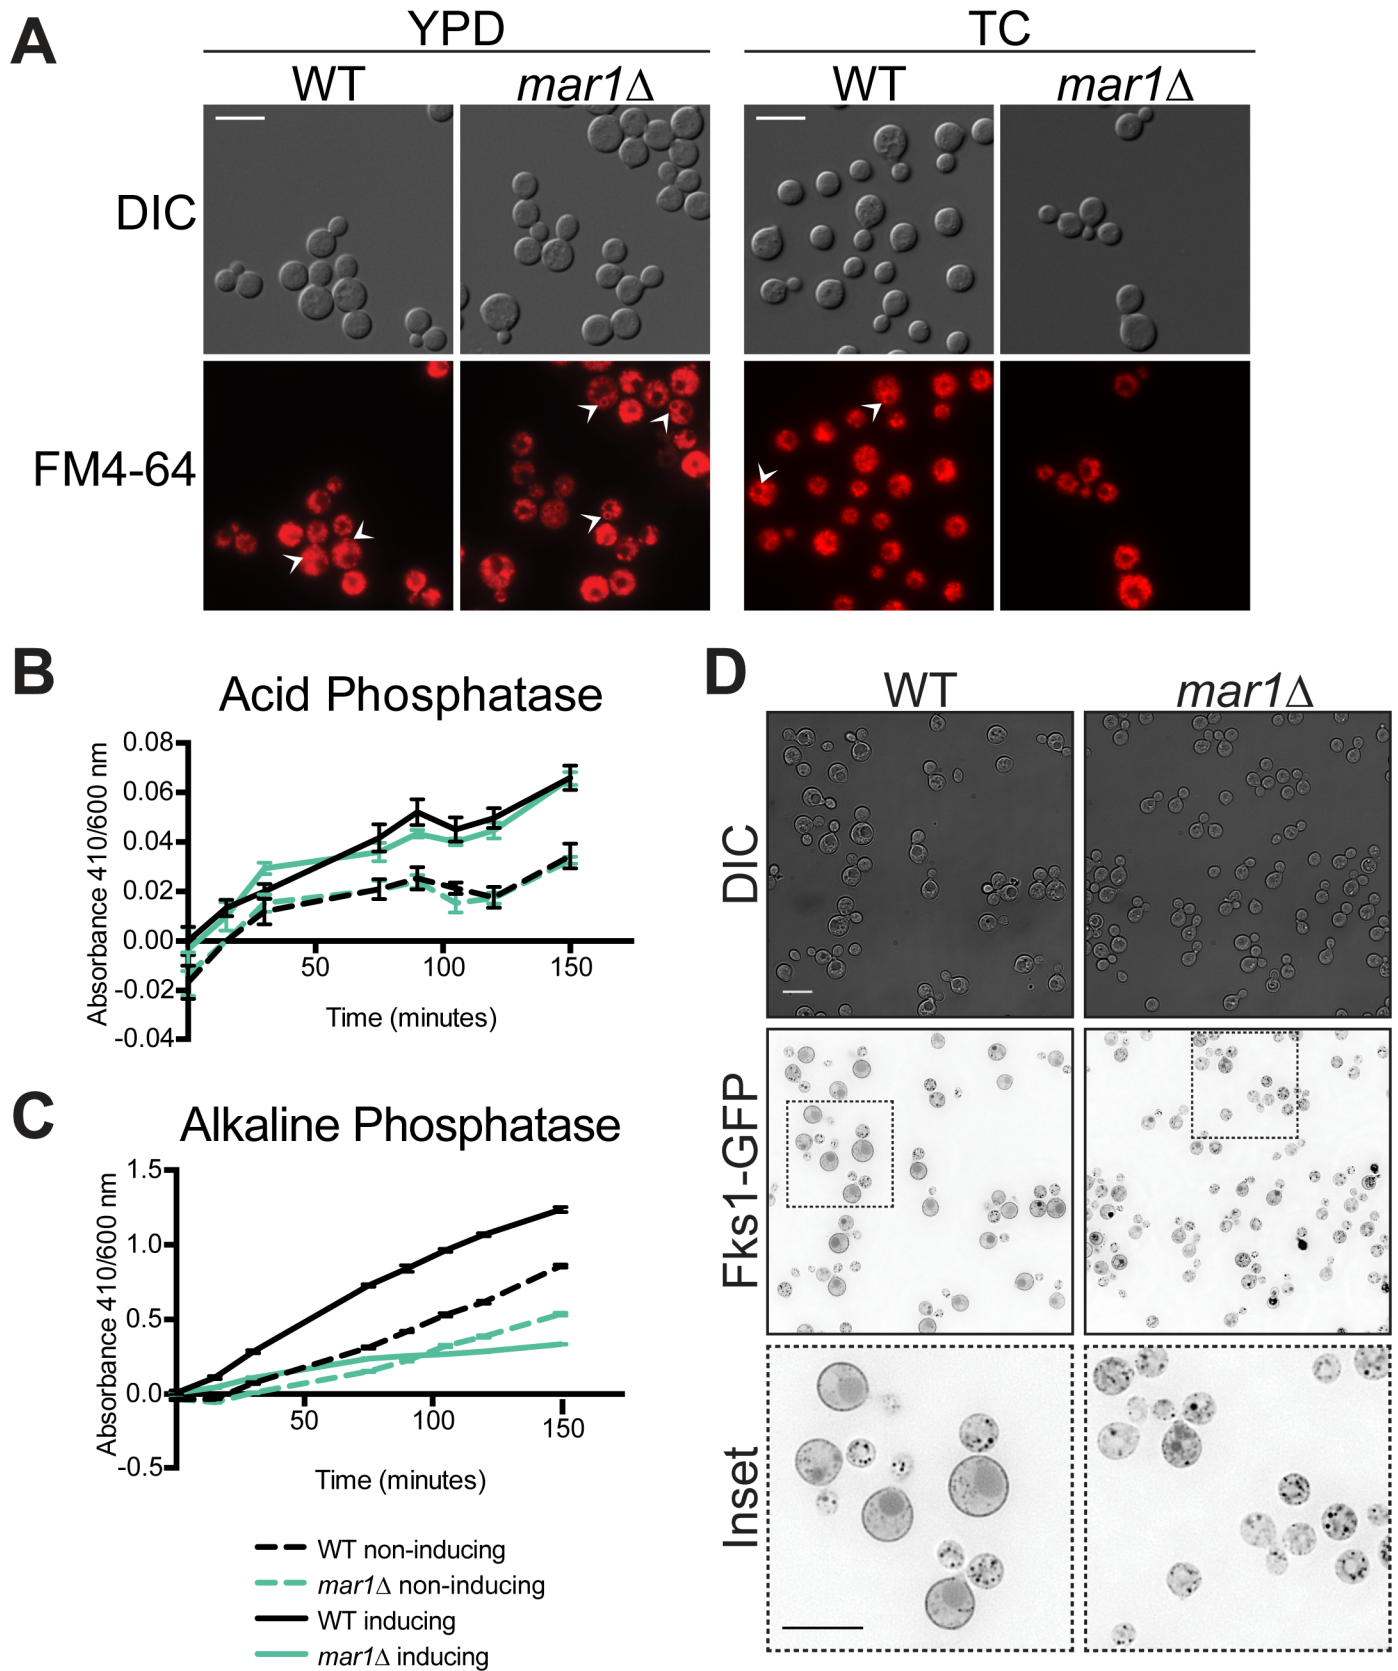 A
YPD
TC
WT
mar1Δ
WT
mar1Δ
DIC
FM4-64
B
Acid Phosphatase
Absorbance 410/600 nm
0.08
0.06
0.04
0.02
0.00
-0.02
-0.04
50
100
150
Time (minutes)
C
Alkaline Phosphatase
Absorbance 410/600 nm
1.5
1.0
0.5
0.0
-0.5
50
100
150
Time (minutes)
WT non-inducing
mar1Δ non-inducing
WT inducing
mar1Δ inducing
D
WT
mar1Δ
DIC
Fks1-GFP
Inset